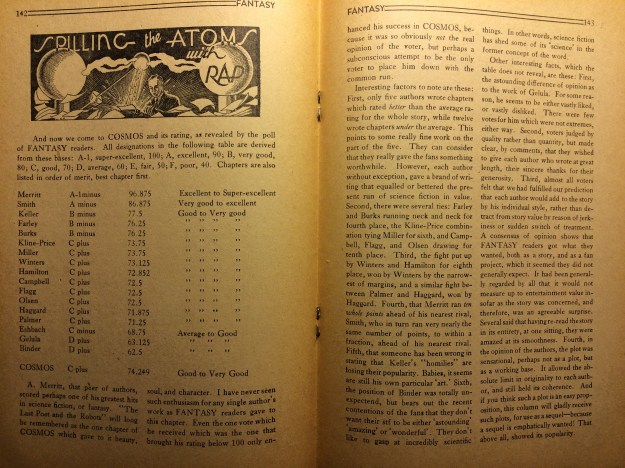 142
FANTASY
SPILLING the ATOMS
with
RAP
And now we come to COSMOS and its rating, as revealed by the poll
of FANTASY readers. All designations in the following table are derived
from these bases: A-1, super-excellent, 100; A, excellent, 90; B, very good,
80; C, good, 70; D, average, 60; E, fair, 50; F, poor, 40. Chapters are also
listed in order of merit, best chapter first.
Merritt A-1minus 96.875 Excellent to Super-excellent
Smith A minus 86.875 Very good to excellent
Keller B minus 77.5 Good to Very good
Farley B minus 76.25 " " " "
Burks B minus 76.25 " " " "
Kline-Price C plus 73.75 " " " "
Miller C plus 73.75 " " " "
Winters C plus 73.125 " " " "
Hamilton C plus 72.852 " " " "
Campbell C plus 72.5 " " " "
Flagg C plus 72.5 " " " "
Olsen C plus 72.5 " " " "
Haggard C plus 71.875 " " " "
Palmer C plus 71.25 " " " "
Eshbach C minus 68.75 Average to Good
Gelula D plus 63.125 " " "
Binder D plus 62.5 " " "
COSMOS C plus 74.249 Good to Very Good
A. Merritt, that peer of authors,
scored perhaps one of his greatest hits
in science fiction, or fantasy. "The
Last Poet and the Robots" will long
be remembered as the one chapter of
COSMOS which gave to it beauty,
soul, and character. I have never seen
such enthusiasm for any single author's
work as FANTASY readers gave to
this chapter. Even the one vote which
he received which was the one that
brought his rating below 100 only en-
FANTASY
143
hanced his success in COSMOS, be-
cause it was so obviously not the real
opinion of the voter, but perhaps a
subconscious attempt to be the only
voter to place him down with the
common run.
Interesting factors to note are these:
First, only five authors wrote chapters
which rated better than the average ra-
ting for the whole story, while twelve
wrote chapters under the average. This
points to some really fine work on the
part of the five. They can consider
that they really gave the fans something
worthwhile. However, each author
without exception, gave a brand of wri-
ting that equalled or bettered the pre-
sent ran of science fiction in value.
Second, there were several ties: Farley
and Burks running neck and neck for
fourth place, the Kline-Price combin-
ation tying Miller for sixth, and Camp-
bell, Flagg, and Olsen drawing for
tenth place. Third, the fight put up
by Winters and Hamilton for eighth
place, won by Winters by the narrow-
est of margins, and a similar fight be-
tween Palmer and Haggard, won by
Haggard. Fourth, that Merritt ran ten
whole points ahead of his nearest rival,
Smith, who in turn ran very nearly the
same number of points, to within a
fraction, ahead of his nearest rival.
Fifth, that someone has been wrong in
stating that Keller's "homilies" are
losing their popularity. Babies, it seems
are still his own particular 'art.' Sixth,
the position of Binder was totally un-
expected, but bears out the recent
contentions of the fans that they don't
want their stf to be either 'astounding'
'amazing' or 'wonderful'. They don't
like to gasp at incredibly scientific
things. In other words, science fiction
has shed some of its 'science' in the
former concept of the word.
Other interesting facts, which the
table does not reveal, are these: First,
the astounding difference of opinion as
to the work of Gelula. For some rea-
son, he seems to be either vastly liked,
or vastly disliked. There were few
votes for him which were not extremes,
either way. Second, voters judged by
quality rather than quantity, but made
clear, by comments, that they wished
to give each author who wrote at great
length, their sincere thanks for their
generosity. Third, almost all voters
felt that we had fulfilled our prediction
that each author would add to the story
by his individual style, rather than de-
tract from story value by reason of jerk-
iness or sudden switch of treatment.
A consensus of opinion shows that
FANTASY readers got what they
wanted, both as a story, and as a fan
project, which it seemed they did not
generally expect. It had been general-
ly regarded by all that it would not
measure up to entertainment value in-
sofar as the story was concerned, and
therefore, was an agreeable surprise.
Several said that having re-read the story
in its entirety, at one sitting, they were
amazed at its smoothness. Fourth, in
the opinion of the authors, the plot was
sensational, perhaps not as a plot, but
as a working base. It allowed the ab-
solute limit as originality to each auth-
or, and still held its coherence. And
if you think such a plot is an easy prop-
osition, this column will gladly receive
such plots, for use as a sequel—because
a sequel is emphatically wanted! That
above all, showed its popularity.